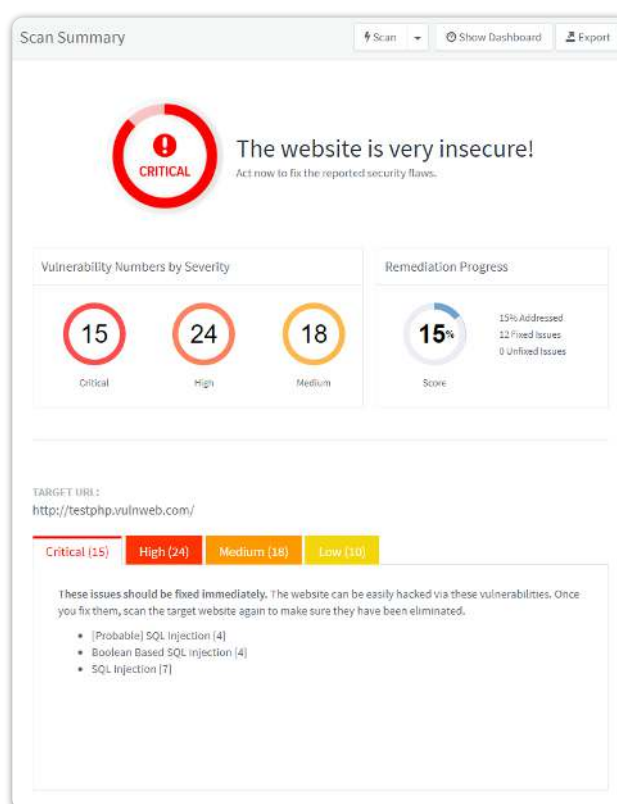 Scan Summary
Scan
Show Dashboard
Export
CRITICAL
The website is very insecure!
Act now to fix the reported security flaws.
Vulnerability Numbers by Severity
15
24
18
Critical
High
Medium
Remediation Progress
15%
Score
15% Addressed
12 Fixed Issues
0 Unfixed Issues
TARGET URL:
http://testphp.vulnweb.com/
Critical (15)
High (24)
Medium (18)
Low (10)
These issues should be fixed immediately. The website can be easily hacked via these vulnerabilities. Once
you fix them, scan the target website again to make sure they have been eliminated.
• [Probable] SQL Injection [4]
• Boolean Based SQL Injection [4]
• SQL Injection [7]